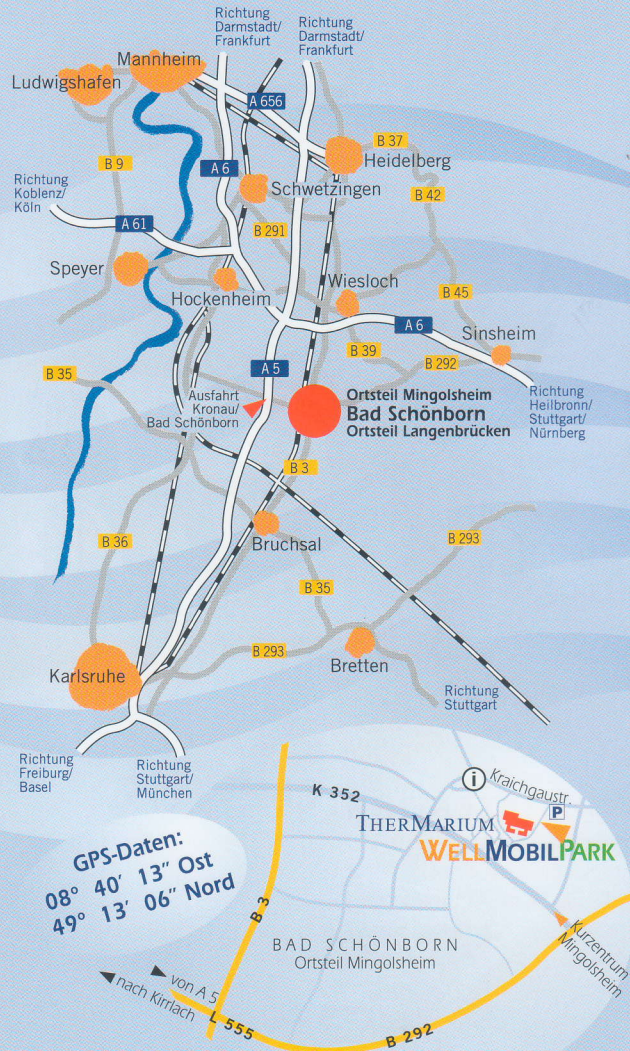 Richtung
Darmstadt/
Frankfurt
Richtung
Darmstadt/
Frankfurt
Mannheim
Ludwigshafen
A 656
B 37
Heidelberg
B 9
A 6
Schwetzingen
B 42
Richtung
Koblenz/
Köln
A 61
B 291
Speyer
Hockenheim
Wiesloch
B 45
A 6
Sinsheim
B 39
B 292
A 5
B 35
Ausfahrt
Kronau/
Bad Schönborn
Ortsteil Mingolsheim
Bad Schönborn
Ortsteil Langenbrücken
Richtung
Heilbronn/
Stuttgart/
Nürnberg
B 3
B 36
Bruchsal
B 293
B 35
B 293
Bretten
Karlsruhe
Richtung
Stuttgart
Richtung
Freiburg/
Basel
Richtung
Stuttgart/
München
GPS-Daten:
08° 40' 13" Ost
49° 13' 06" Nord
K 352
i
Kraichgaustr.
P
THERMARIUM
WELLMOBILPARK
B 3
BAD SCHÖNBORN
Ortsteil Mingolsheim
Kurzentrum
Mingolsheim
von A 5
nach Kirrlach
L 555
B 292